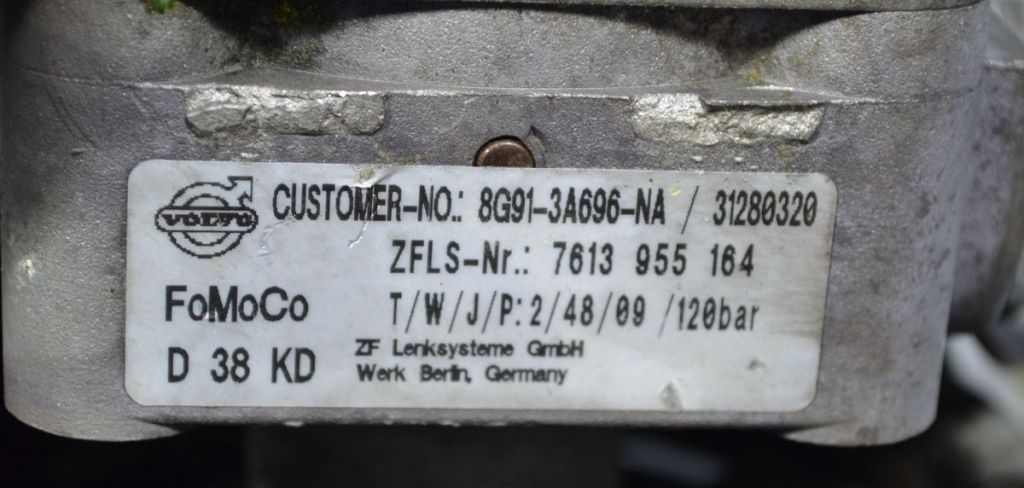 VOLVO CUSTOMER-NO.: 8G91-3A696-NA / 31280320
ZFLS-Nr.: 7613 955 164
FoMoCo T/W/J/P: 2/48/09 /120bar
D 38 KD
ZF Lenksysteme GmbH
Werk Berlin, Germany